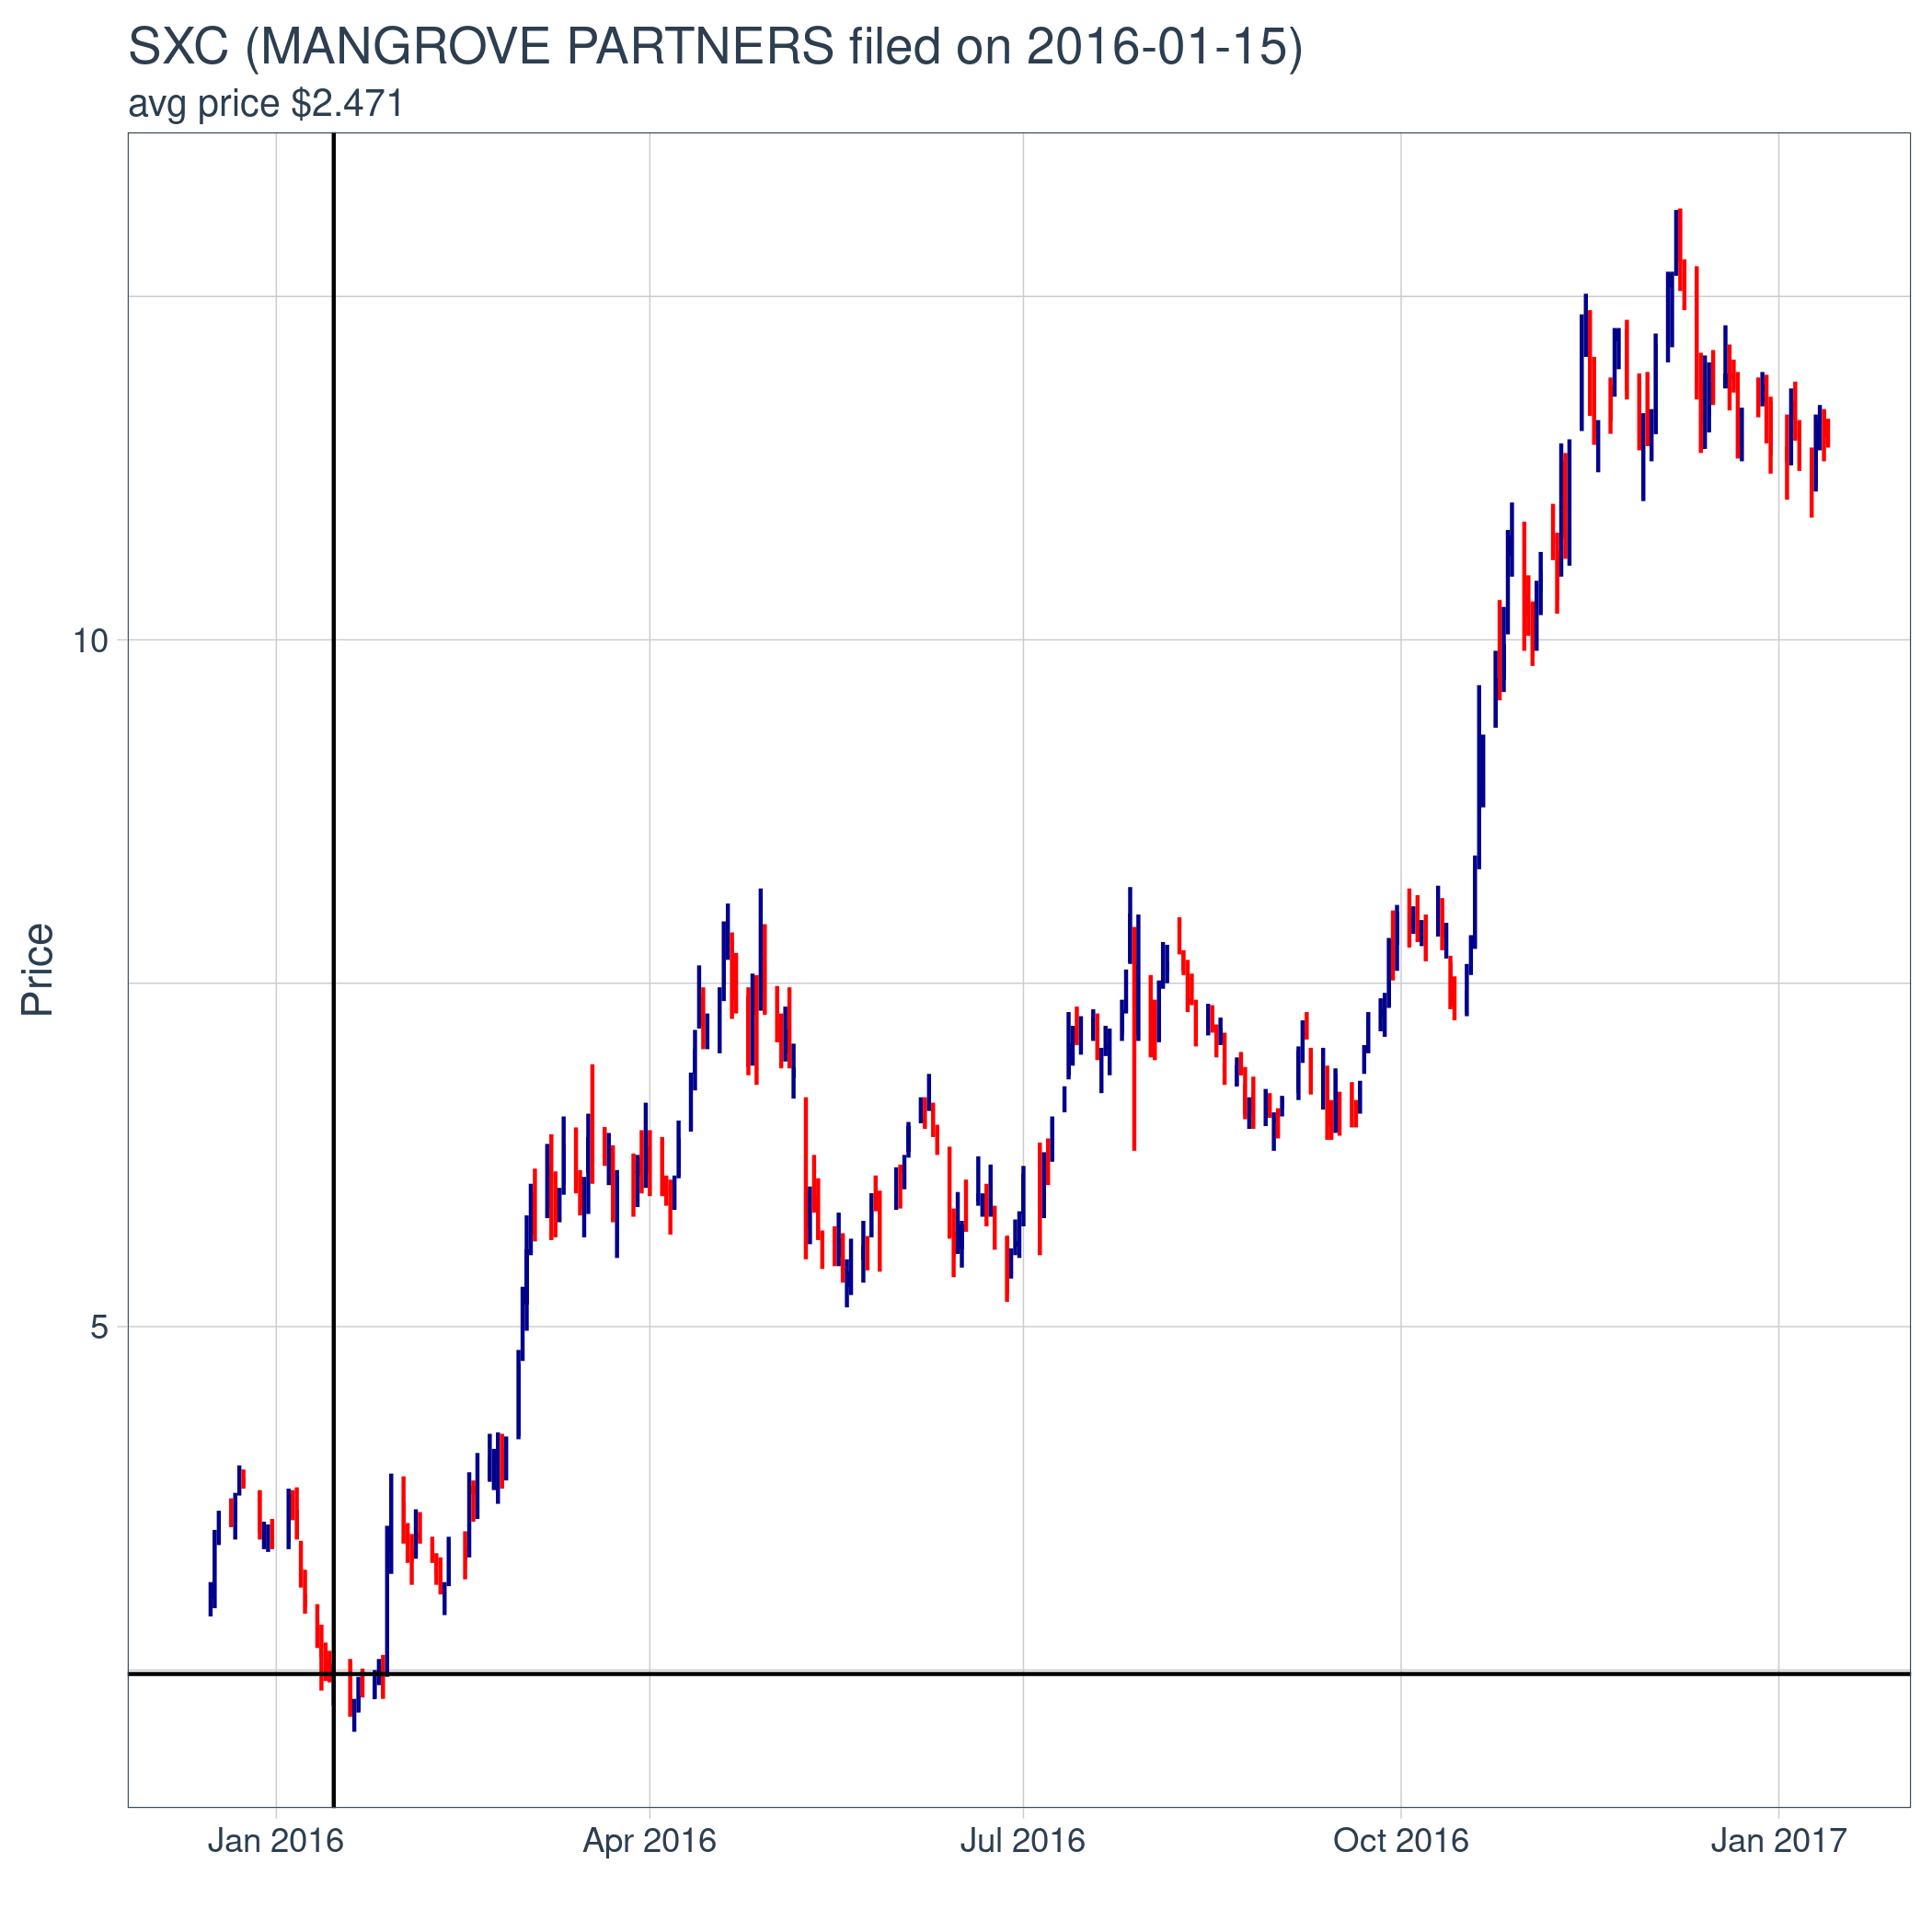 SXC (MANGROVE PARTNERS filed on 2016-01-15)
avg price $2.471
Price
10
5
Jan 2016
Apr 2016
Jul 2016
Oct 2016
Jan 2017